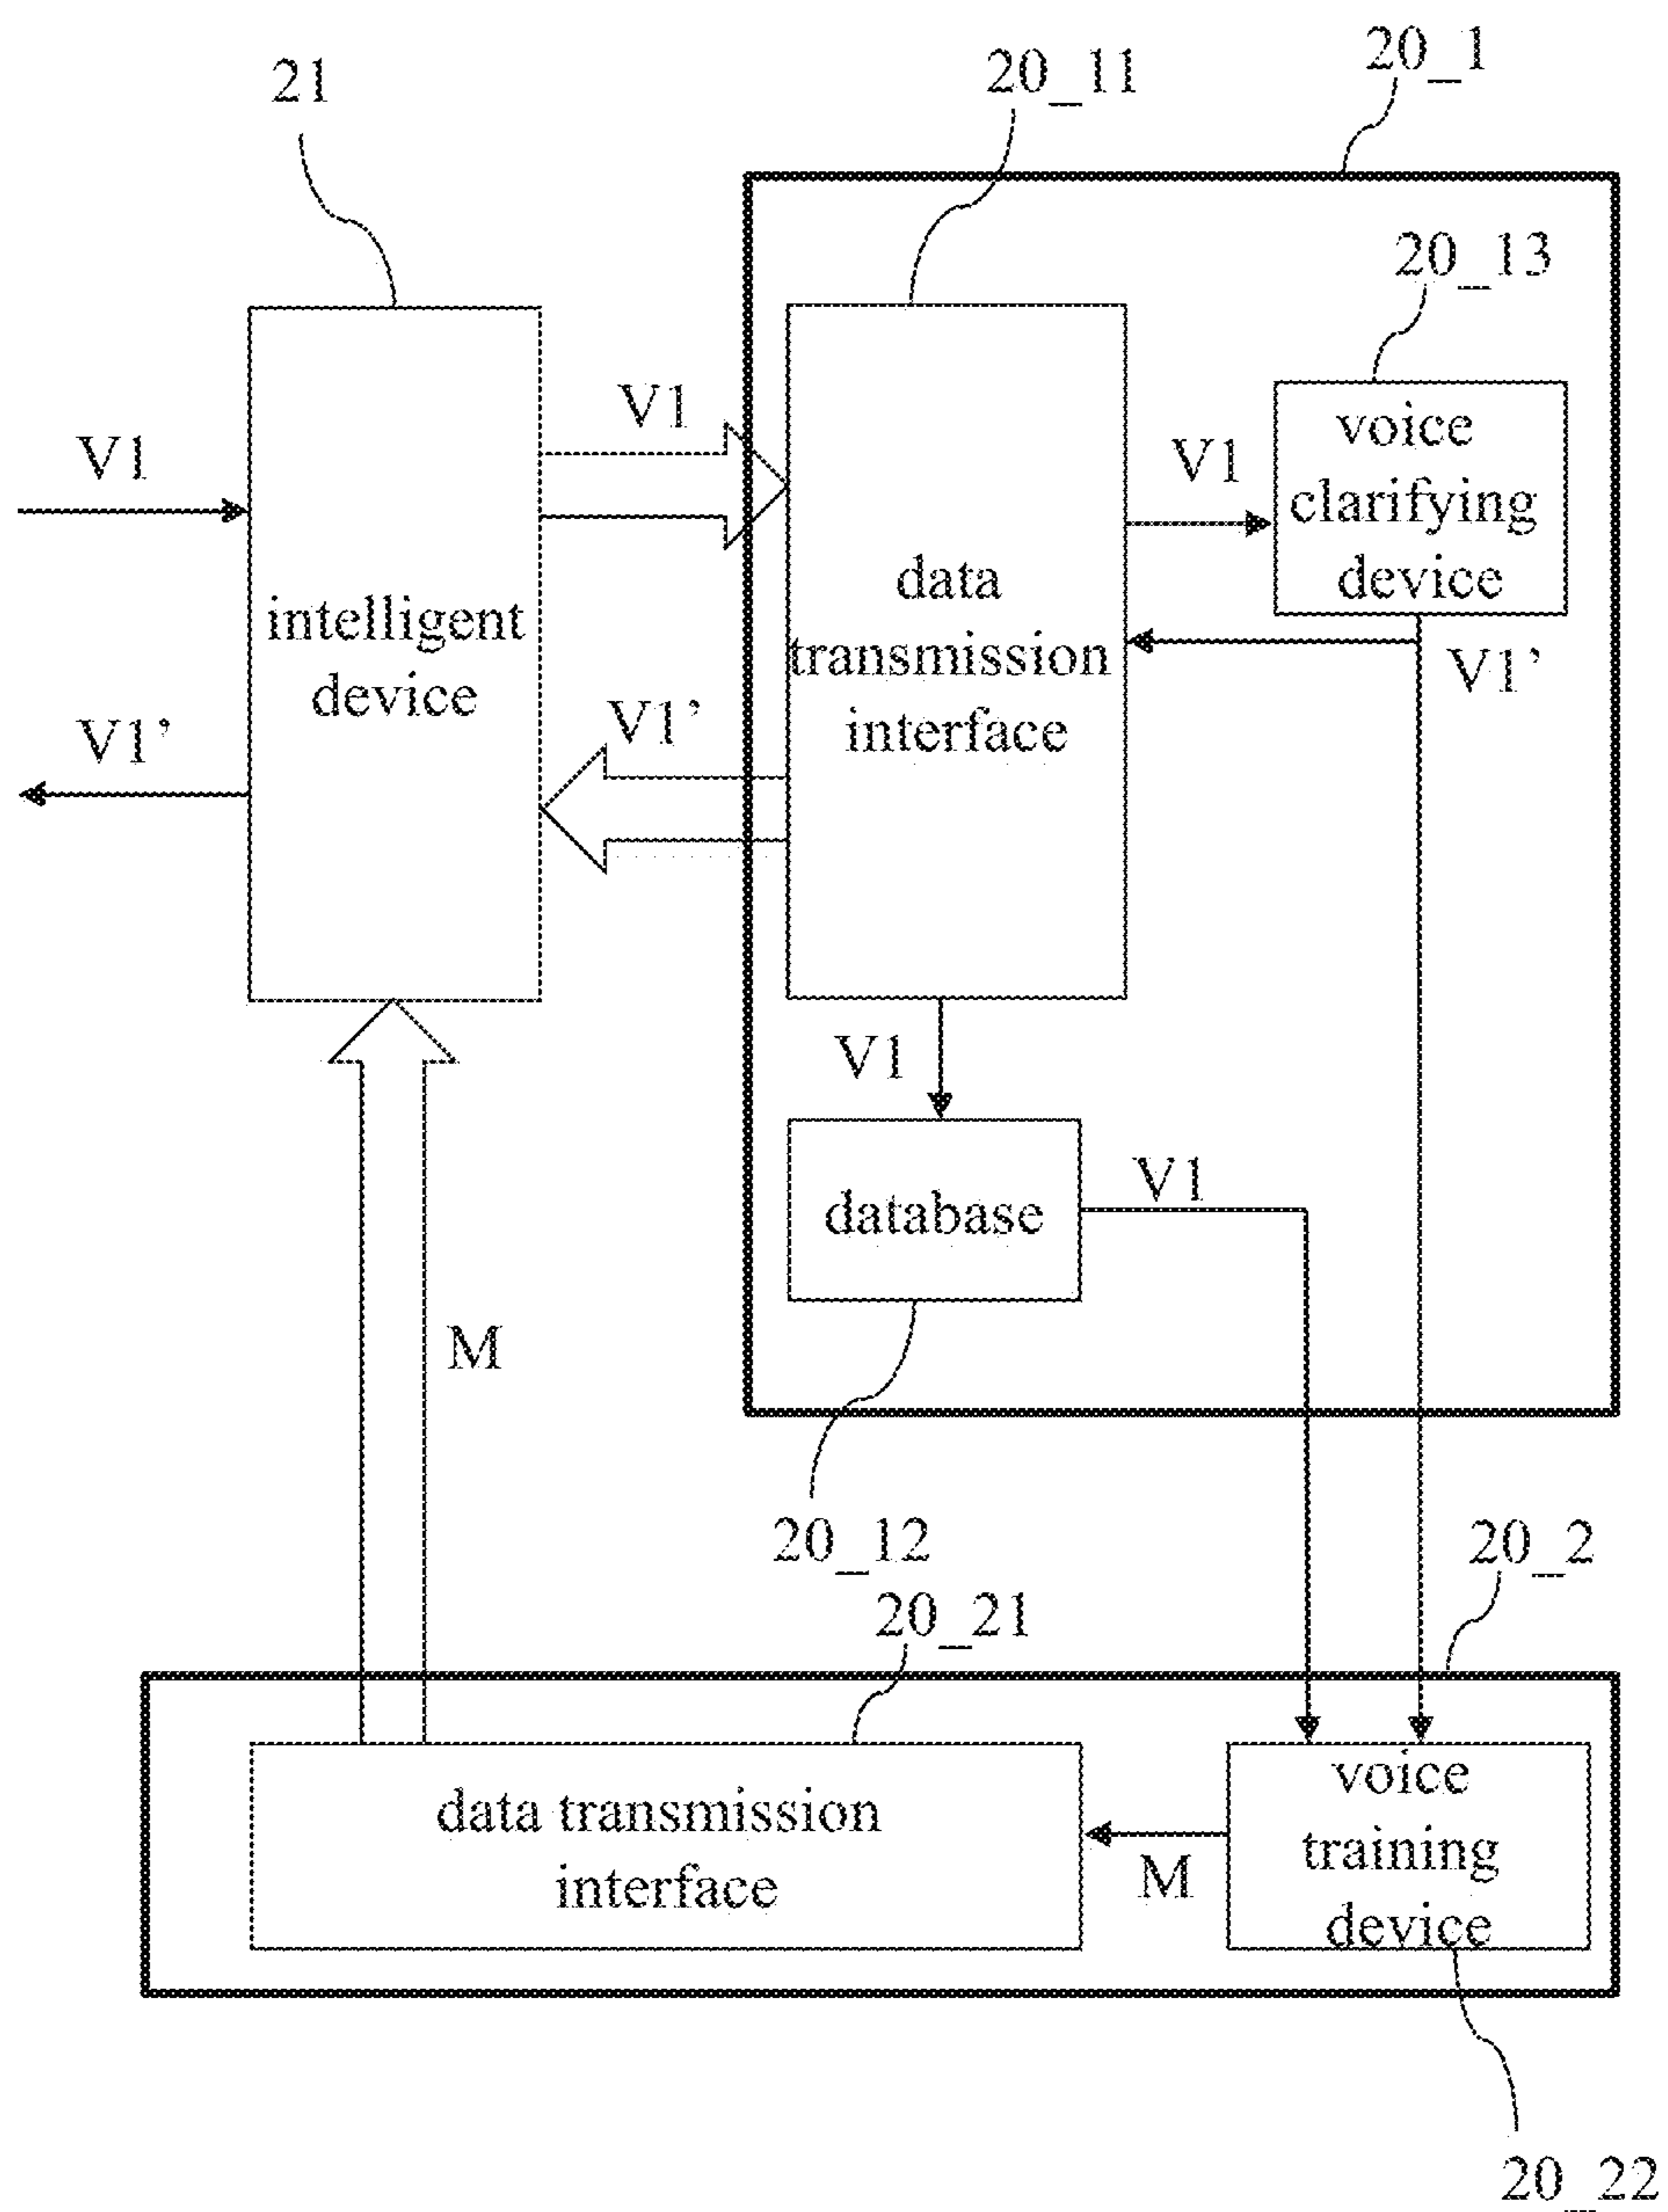 20_1
20_11
21
20_13
V1
V1
V1
voice
clarifying
device
data
transmission
interface
intelligent
device
V1’
V1’
V1’
V1
database
V1
M
20_12
20_2
20_21
data transmission
interface
M
voice
training
device
20_22